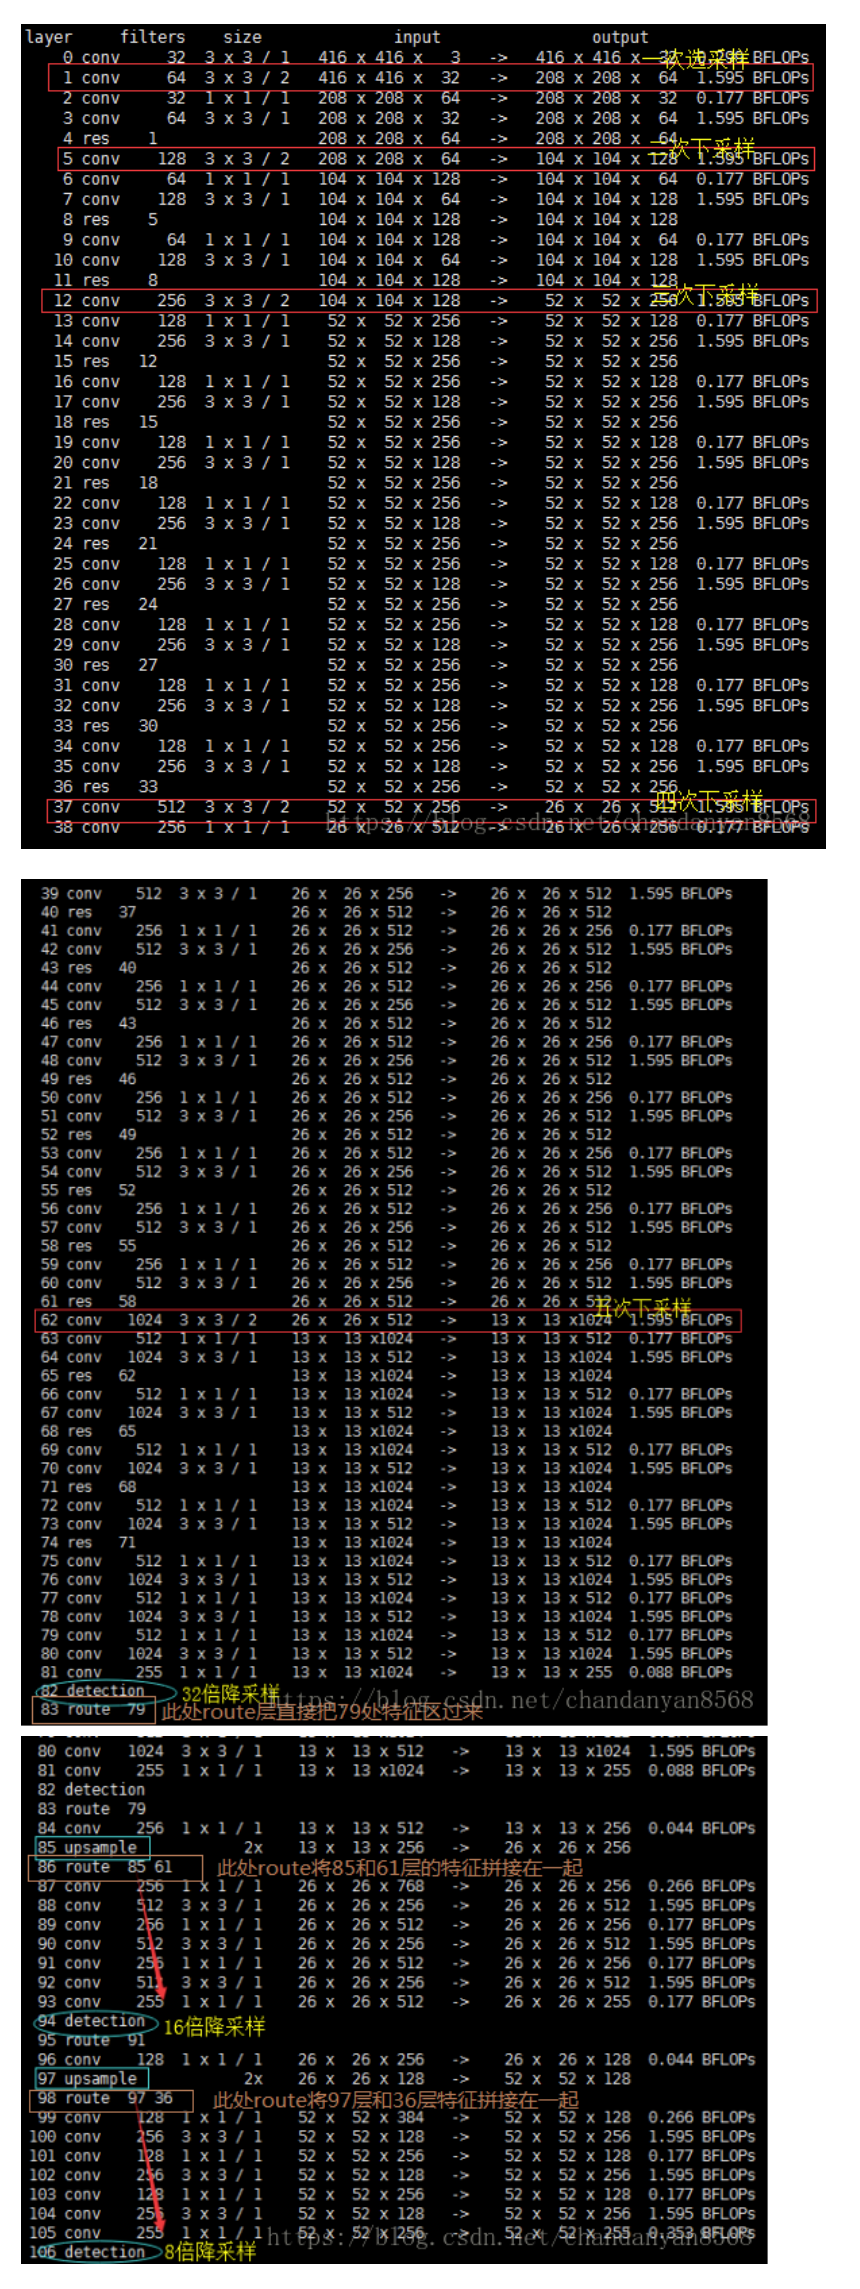 layer filters size input output
0 conv 32 3 x 3 / 1 416 x 416 x 3 -> 416 x 416 x 32 0.299 BFLOPs
一次选采样
1 conv 64 3 x 3 / 2 416 x 416 x 32 -> 208 x 208 x 64 1.595 BFLOPs
2 conv 32 1 x 1 / 1 208 x 208 x 64 -> 208 x 208 x 32 0.177 BFLOPs
3 conv 64 3 x 3 / 1 208 x 208 x 32 -> 208 x 208 x 64 1.595 BFLOPs
4 res 1 208 x 208 x 64 -> 208 x 208 x 64
二次下采样
5 conv 128 3 x 3 / 2 208 x 208 x 64 -> 104 x 104 x 128 1.595 BFLOPs
6 conv 64 1 x 1 / 1 104 x 104 x 128 -> 104 x 104 x 64 0.177 BFLOPs
7 conv 128 3 x 3 / 1 104 x 104 x 64 -> 104 x 104 x 128 1.595 BFLOPs
8 res 5 104 x 104 x 128 -> 104 x 104 x 128
9 conv 64 1 x 1 / 1 104 x 104 x 128 -> 104 x 104 x 64 0.177 BFLOPs
10 conv 128 3 x 3 / 1 104 x 104 x 64 -> 104 x 104 x 128 1.595 BFLOPs
11 res 8 104 x 104 x 128 -> 104 x 104 x 128
三次下采样
12 conv 256 3 x 3 / 2 104 x 104 x 128 -> 52 x 52 x 256 1.595 BFLOPs
13 conv 128 1 x 1 / 1 52 x 52 x 256 -> 52 x 52 x 128 0.177 BFLOPs
14 conv 256 3 x 3 / 1 52 x 52 x 128 -> 52 x 52 x 256 1.595 BFLOPs
15 res 12 52 x 52 x 256 -> 52 x 52 x 256
16 conv 128 1 x 1 / 1 52 x 52 x 256 -> 52 x 52 x 128 0.177 BFLOPs
17 conv 256 3 x 3 / 1 52 x 52 x 128 -> 52 x 52 x 256 1.595 BFLOPs
18 res 15 52 x 52 x 256 -> 52 x 52 x 256
19 conv 128 1 x 1 / 1 52 x 52 x 256 -> 52 x 52 x 128 0.177 BFLOPs
20 conv 256 3 x 3 / 1 52 x 52 x 128 -> 52 x 52 x 256 1.595 BFLOPs
21 res 18 52 x 52 x 256 -> 52 x 52 x 256
22 conv 128 1 x 1 / 1 52 x 52 x 256 -> 52 x 52 x 128 0.177 BFLOPs
23 conv 256 3 x 3 / 1 52 x 52 x 128 -> 52 x 52 x 256 1.595 BFLOPs
24 res 21 52 x 52 x 256 -> 52 x 52 x 256
25 conv 128 1 x 1 / 1 52 x 52 x 256 -> 52 x 52 x 128 0.177 BFLOPs
26 conv 256 3 x 3 / 1 52 x 52 x 128 -> 52 x 52 x 256 1.595 BFLOPs
27 res 24 52 x 52 x 256 -> 52 x 52 x 256
28 conv 128 1 x 1 / 1 52 x 52 x 256 -> 52 x 52 x 128 0.177 BFLOPs
29 conv 256 3 x 3 / 1 52 x 52 x 128 -> 52 x 52 x 256 1.595 BFLOPs
30 res 27 52 x 52 x 256 -> 52 x 52 x 256
31 conv 128 1 x 1 / 1 52 x 52 x 256 -> 52 x 52 x 128 0.177 BFLOPs
32 conv 256 3 x 3 / 1 52 x 52 x 128 -> 52 x 52 x 256 1.595 BFLOPs
33 res 30 52 x 52 x 256 -> 52 x 52 x 256
34 conv 128 1 x 1 / 1 52 x 52 x 256 -> 52 x 52 x 128 0.177 BFLOPs
35 conv 256 3 x 3 / 1 52 x 52 x 128 -> 52 x 52 x 256 1.595 BFLOPs
36 res 33 52 x 52 x 256 -> 52 x 52 x 256
四次下采样
37 conv 512 3 x 3 / 2 52 x 52 x 256 -> 26 x 26 x 512 1.595 BFLOPs
38 conv 256 1 x 1 / 1 26 x 26 x 512 -> 26 x 26 x 256 0.177 BFLOPs
https://blog.csdn.net/chandanyan8568
39 conv 512 3 x 3 / 1 26 x 26 x 256 -> 26 x 26 x 512 1.595 BFLOPs
40 res 37 26 x 26 x 512 -> 26 x 26 x 512
41 conv 256 1 x 1 / 1 26 x 26 x 512 -> 26 x 26 x 256 0.177 BFLOPs
42 conv 512 3 x 3 / 1 26 x 26 x 256 -> 26 x 26 x 512 1.595 BFLOPs
43 res 40 26 x 26 x 512 -> 26 x 26 x 512
44 conv 256 1 x 1 / 1 26 x 26 x 512 -> 26 x 26 x 256 0.177 BFLOPs
45 conv 512 3 x 3 / 1 26 x 26 x 256 -> 26 x 26 x 512 1.595 BFLOPs
46 res 43 26 x 26 x 512 -> 26 x 26 x 512
47 conv 256 1 x 1 / 1 26 x 26 x 512 -> 26 x 26 x 256 0.177 BFLOPs
48 conv 512 3 x 3 / 1 26 x 26 x 256 -> 26 x 26 x 512 1.595 BFLOPs
49 res 46 26 x 26 x 512 -> 26 x 26 x 512
50 conv 256 1 x 1 / 1 26 x 26 x 512 -> 26 x 26 x 256 0.177 BFLOPs
51 conv 512 3 x 3 / 1 26 x 26 x 256 -> 26 x 26 x 512 1.595 BFLOPs
52 res 49 26 x 26 x 512 -> 26 x 26 x 512
53 conv 256 1 x 1 / 1 26 x 26 x 512 -> 26 x 26 x 256 0.177 BFLOPs
54 conv 512 3 x 3 / 1 26 x 26 x 256 -> 26 x 26 x 512 1.595 BFLOPs
55 res 52 26 x 26 x 512 -> 26 x 26 x 512
56 conv 256 1 x 1 / 1 26 x 26 x 512 -> 26 x 26 x 256 0.177 BFLOPs
57 conv 512 3 x 3 / 1 26 x 26 x 256 -> 26 x 26 x 512 1.595 BFLOPs
58 res 55 26 x 26 x 512 -> 26 x 26 x 512
59 conv 256 1 x 1 / 1 26 x 26 x 512 -> 26 x 26 x 256 0.177 BFLOPs
60 conv 512 3 x 3 / 1 26 x 26 x 256 -> 26 x 26 x 512 1.595 BFLOPs
61 res 58 26 x 26 x 512 -> 26 x 26 x 512
五次下采样
62 conv 1024 3 x 3 / 2 26 x 26 x 512 -> 13 x 13 x1024 1.595 BFLOPs
63 conv 512 1 x 1 / 1 13 x 13 x1024 -> 13 x 13 x 512 0.177 BFLOPs
64 conv 1024 3 x 3 / 1 13 x 13 x 512 -> 13 x 13 x1024 1.595 BFLOPs
65 res 62 13 x 13 x1024 -> 13 x 13 x1024
66 conv 512 1 x 1 / 1 13 x 13 x1024 -> 13 x 13 x 512 0.177 BFLOPs
67 conv 1024 3 x 3 / 1 13 x 13 x 512 -> 13 x 13 x1024 1.595 BFLOPs
68 res 65 13 x 13 x1024 -> 13 x 13 x1024
69 conv 512 1 x 1 / 1 13 x 13 x1024 -> 13 x 13 x 512 0.177 BFLOPs
70 conv 1024 3 x 3 / 1 13 x 13 x 512 -> 13 x 13 x1024 1.595 BFLOPs
71 res 68 13 x 13 x1024 -> 13 x 13 x1024
72 conv 512 1 x 1 / 1 13 x 13 x1024 -> 13 x 13 x 512 0.177 BFLOPs
73 conv 1024 3 x 3 / 1 13 x 13 x 512 -> 13 x 13 x1024 1.595 BFLOPs
74 res 71 13 x 13 x1024 -> 13 x 13 x1024
75 conv 512 1 x 1 / 1 13 x 13 x1024 -> 13 x 13 x 512 0.177 BFLOPs
76 conv 1024 3 x 3 / 1 13 x 13 x 512 -> 13 x 13 x1024 1.595 BFLOPs
77 conv 512 1 x 1 / 1 13 x 13 x1024 -> 13 x 13 x 512 0.177 BFLOPs
78 conv 1024 3 x 3 / 1 13 x 13 x 512 -> 13 x 13 x1024 1.595 BFLOPs
79 conv 512 1 x 1 / 1 13 x 13 x1024 -> 13 x 13 x 512 0.177 BFLOPs
80 conv 1024 3 x 3 / 1 13 x 13 x 512 -> 13 x 13 x1024 1.595 BFLOPs
81 conv 255 1 x 1 / 1 13 x 13 x1024 -> 13 x 13 x 255 0.088 BFLOPs
82 detection 32倍降采样
https://blog.csdn.net/chandanyan8568
83 route 79 此处route层直接把79处特征区过来
80 conv 1024 3 x 3 / 1 13 x 13 x 512 -> 13 x 13 x1024 1.595 BFLOPs
81 conv 255 1 x 1 / 1 13 x 13 x1024 -> 13 x 13 x 255 0.088 BFLOPs
82 detection
83 route 79
84 conv 256 1 x 1 / 1 13 x 13 x 512 -> 13 x 13 x 256 0.044 BFLOPs
85 upsample 2x 13 x 13 x 256 -> 26 x 26 x 256
86 route 85 61 此处route将85和61层的特征拼接在一起
87 conv 256 1 x 1 / 1 26 x 26 x 768 -> 26 x 26 x 256 0.266 BFLOPs
88 conv 512 3 x 3 / 1 26 x 26 x 256 -> 26 x 26 x 512 1.595 BFLOPs
89 conv 256 1 x 1 / 1 26 x 26 x 512 -> 26 x 26 x 256 0.177 BFLOPs
90 conv 512 3 x 3 / 1 26 x 26 x 256 -> 26 x 26 x 512 1.595 BFLOPs
91 conv 256 1 x 1 / 1 26 x 26 x 512 -> 26 x 26 x 256 0.177 BFLOPs
92 conv 512 3 x 3 / 1 26 x 26 x 256 -> 26 x 26 x 512 1.595 BFLOPs
93 conv 255 1 x 1 / 1 26 x 26 x 512 -> 26 x 26 x 255 0.177 BFLOPs
94 detection 16倍降采样
95 route 91
96 conv 128 1 x 1 / 1 26 x 26 x 256 -> 26 x 26 x 128 0.044 BFLOPs
97 upsample 2x 26 x 26 x 128 -> 52 x 52 x 128
98 route 97 36 此处route将97层和36层特征拼接在一起
99 conv 128 1 x 1 / 1 52 x 52 x 384 -> 52 x 52 x 128 0.266 BFLOPs
100 conv 256 3 x 3 / 1 52 x 52 x 128 -> 52 x 52 x 256 1.595 BFLOPs
101 conv 128 1 x 1 / 1 52 x 52 x 256 -> 52 x 52 x 128 0.177 BFLOPs
102 conv 256 3 x 3 / 1 52 x 52 x 128 -> 52 x 52 x 256 1.595 BFLOPs
103 conv 128 1 x 1 / 1 52 x 52 x 256 -> 52 x 52 x 128 0.177 BFLOPs
104 conv 256 3 x 3 / 1 52 x 52 x 128 -> 52 x 52 x 256 1.595 BFLOPs
105 conv 255 1 x 1 / 1 52 x 52 x 256 -> 52 x 52 x 255 0.353 BFLOPs
https://blog.csdn.net/chandanyan8568
106 detection 8倍降采样